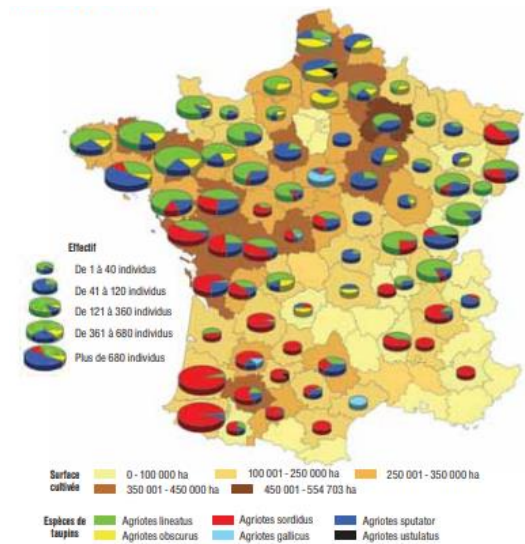 Effectif
De 1 à 40 individus
De 41 à 120 individus
De 121 à 360 individus
De 361 à 680 individus
Plus de 680 individus
Surface cultivée
0 - 100 000 ha
100 001 - 250 000 ha
250 001 - 350 000 ha
350 001 - 450 000 ha
450 001 - 554 703 ha
Espèces de taupins
Agriotes lineatus
Agriotes sordidus
Agriotes sputator
Agriotes obscurus
Agriotes gallicus
Agriotes ustulatus